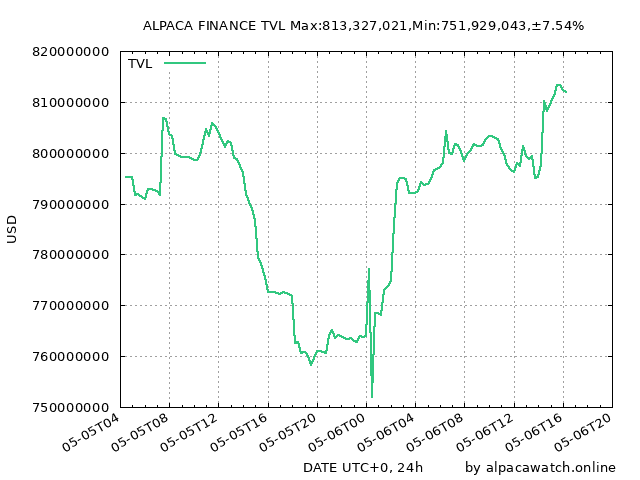 ALPACA FINANCE TVL Max:813,327,021,Min:751,929,043,±7.54%
820000000
TVL
810000000
800000000
790000000
USD
780000000
770000000
760000000
750000000
05-05T04
05-05T08
05-05T12
05-05T16
05-05T20
05-06T00
05-06T04
05-06T08
05-06T12
05-06T16
05-06T20
DATE UTC+0, 24h
by alpacawatch.online